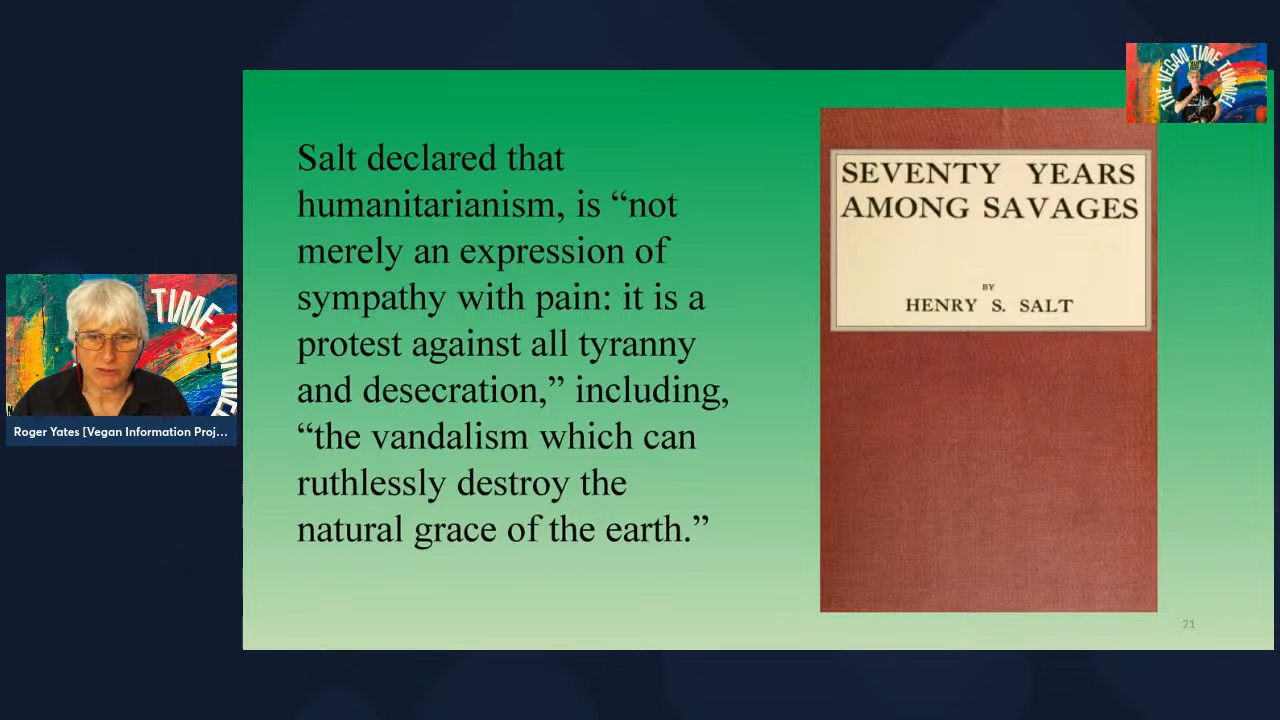 THE VEGAN TIME TUNNEL
Salt declared that
humanitarianism, is “not
merely an expression of
sympathy with pain: it is a
protest against all tyranny
and desecration,” including,
“the vandalism which can
ruthlessly destroy the
natural grace of the earth.”
SEVENTY YEARS
AMONG SAVAGES
BY
HENRY S. SALT
TIME
TUNNEL
Roger Yates [Vegan Information Proj...
21